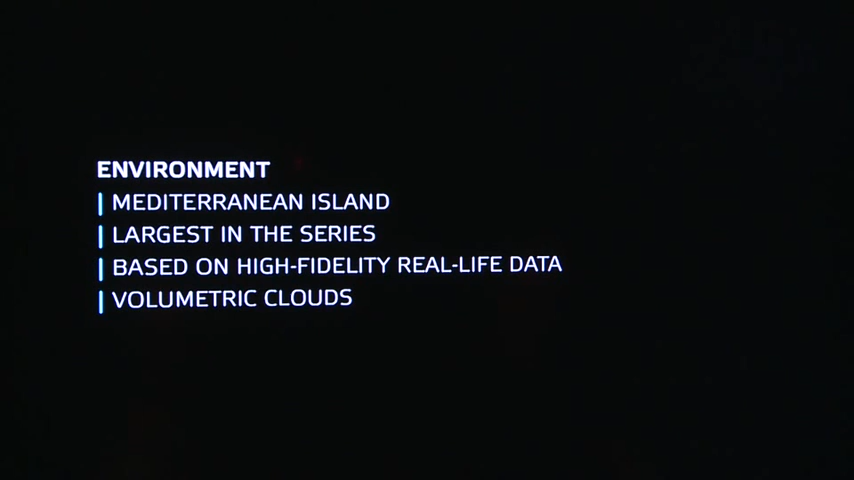 ENVIRONMENT
MEDITERRANEAN ISLAND
LARGEST IN THE SERIES
BASED ON HIGH-FIDELITY REAL-LIFE DATA
VOLUMETRIC CLOUDS